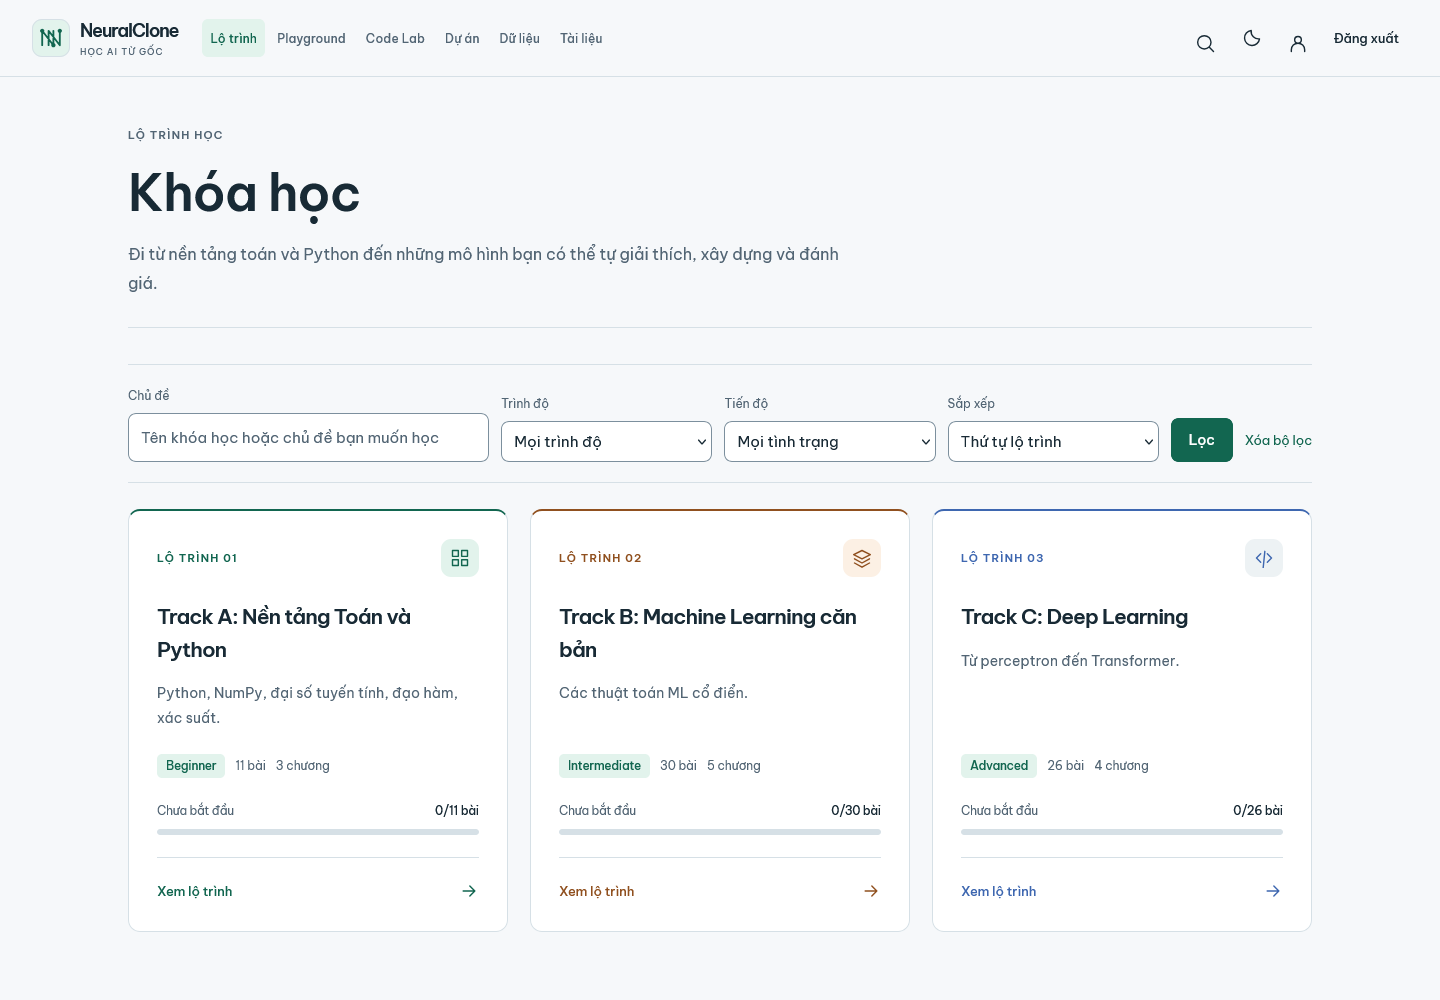 NeuralClone
HỌC AI TỪ GỐC
Lộ trình
Playground
Code Lab
Dự án
Dữ liệu
Tài liệu
Đăng xuất
LỘ TRÌNH HỌC
Khóa học
Đi từ nền tảng toán và Python đến những mô hình bạn có thể tự giải thích, xây dựng và đánh
giá.
Chủ đề
Tên khóa học hoặc chủ đề bạn muốn học
Trình độ
Mọi trình độ
Tiến độ
Mọi tình trạng
Sắp xếp
Thứ tự lộ trình
Lọc
Xóa bộ lọc
LỘ TRÌNH 01
Track A: Nền tảng Toán và
Python
Python, NumPy, đại số tuyến tính, đạo hàm,
xác suất.
Beginner 11 bài 3 chương
Chưa bắt đầu 0/11 bài
Xem lộ trình
LỘ TRÌNH 02
Track B: Machine Learning căn
bản
Các thuật toán ML cổ điển.
Intermediate 30 bài 5 chương
Chưa bắt đầu 0/30 bài
Xem lộ trình
LỘ TRÌNH 03
Track C: Deep Learning
Từ perceptron đến Transformer.
Advanced 26 bài 4 chương
Chưa bắt đầu 0/26 bài
Xem lộ trình